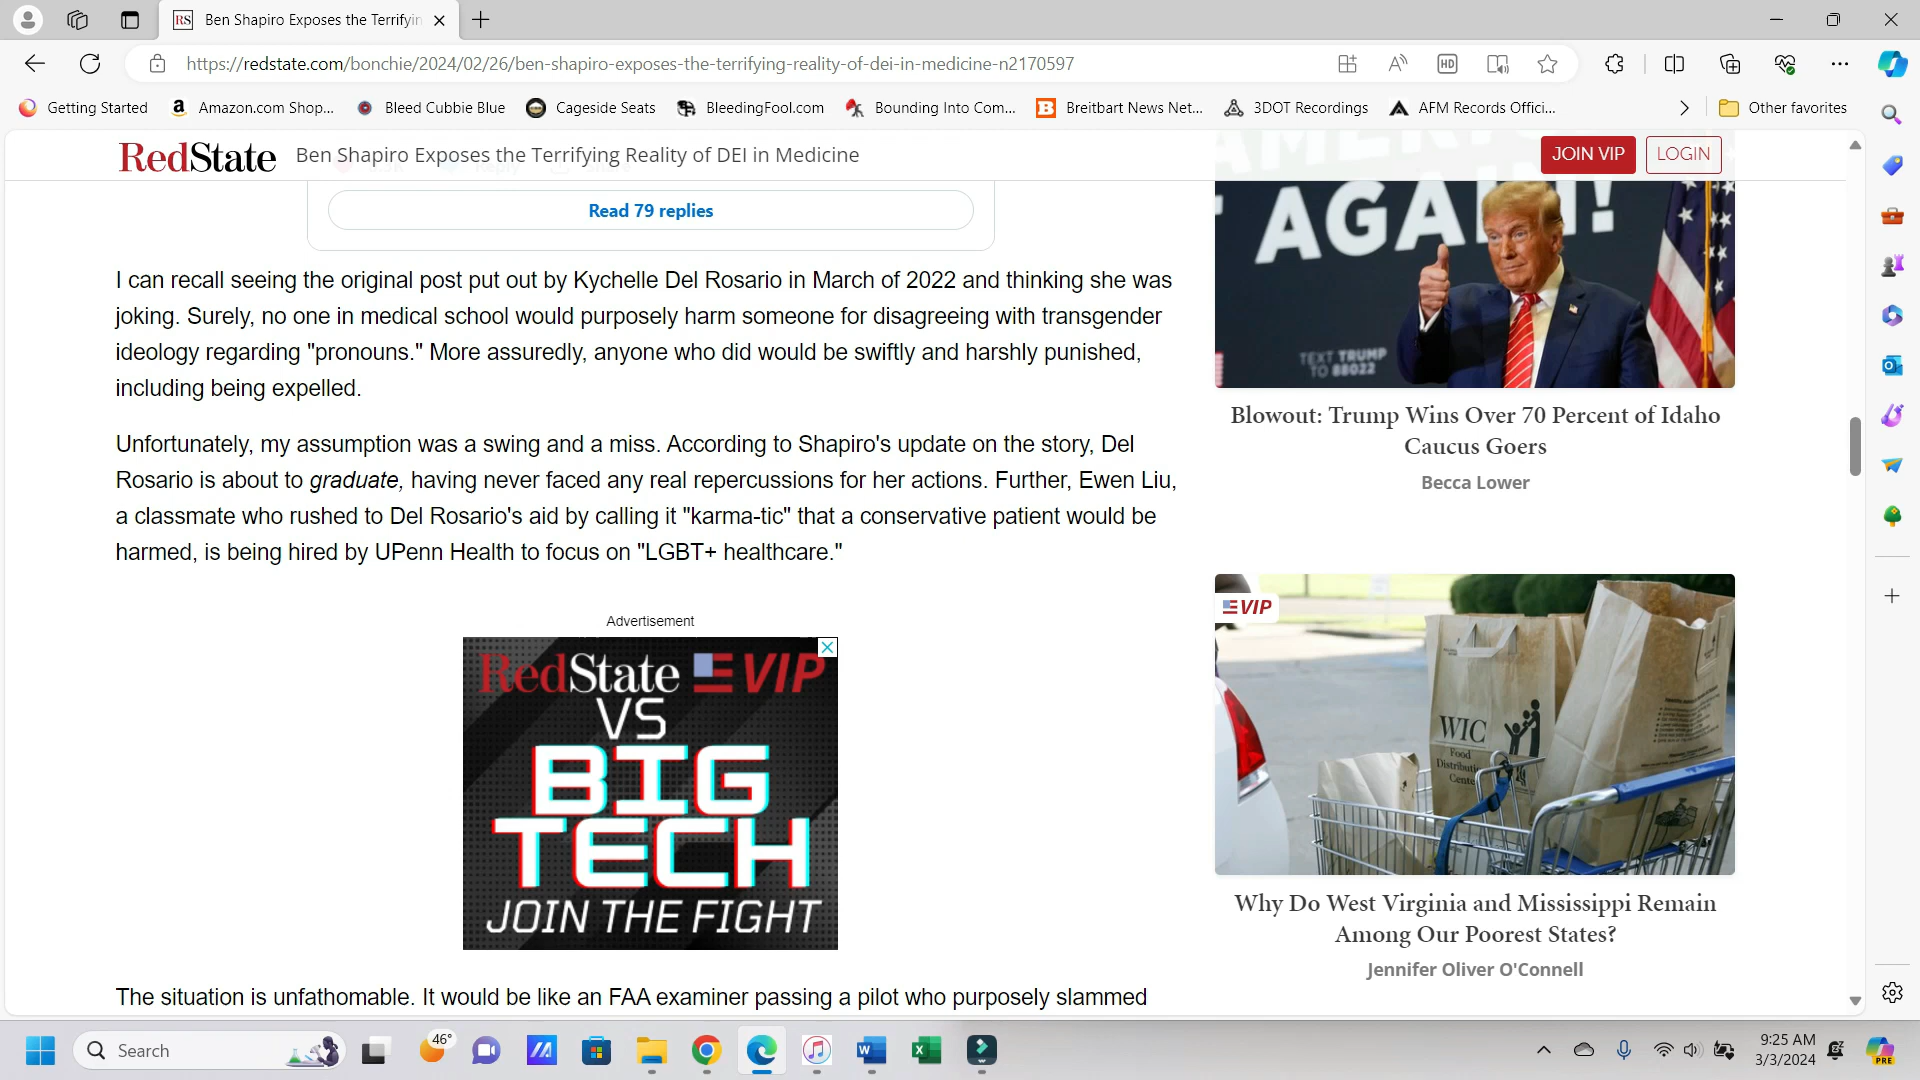 Ben Shapiro Exposes the Terrifyin
https://redstate.com/bonchie/2024/02/26/ben-shapiro-exposes-the-terrifying-reality-of-dei-in-medicine-n2170597
HD
Getting Started
Amazon.com Shop...
Bleed Cubbie Blue
Cageside Seats
BleedingFool.com
Bounding Into Com...
Breitbart News Net...
3DOT Recordings
AFM Records Offici...
Other favorites
RedState
Ben Shapiro Exposes the Terrifying Reality of DEI in Medicine
JOIN VIP
LOGIN
Read 79 replies
I can recall seeing the original post put out by Kychelle Del Rosario in March of 2022 and thinking she was
joking. Surely, no one in medical school would purposely harm someone for disagreeing with transgender
ideology regarding "pronouns." More assuredly, anyone who did would be swiftly and harshly punished,
including being expelled.
Unfortunately, my assumption was a swing and a miss. According to Shapiro's update on the story, Del
Rosario is about to graduate, having never faced any real repercussions for her actions. Further, Ewen Liu,
a classmate who rushed to Del Rosario's aid by calling it "karma-tic" that a conservative patient would be
harmed, is being hired by UPenn Health to focus on "LGBT+ healthcare."
Advertisement
RedState VIP
VS
BIG
TECH
JOIN THE FIGHT
The situation is unfathomable. It would be like an FAA examiner passing a pilot who purposely slammed
AGAIN!
TEXT TRUMP
TO 88022
Blowout: Trump Wins Over 70 Percent of Idaho
Caucus Goers
Becca Lower
VIP
WIC
Food
Distribution
Center
Why Do West Virginia and Mississippi Remain
Among Our Poorest States?
Jennifer Oliver O'Connell
Search
46°
9:25 AM
3/3/2024
PRE